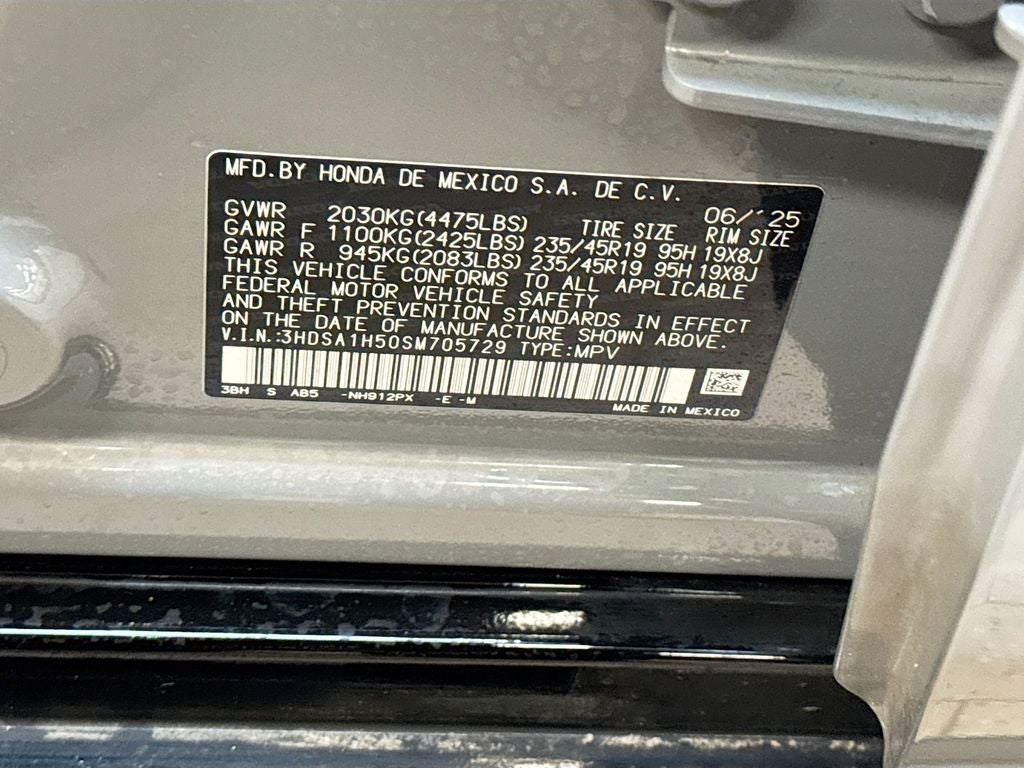 MFD.BY HONDA DE MEXICO S.A. DE C.V.
06/'25
GVWR 2030KG(4475LBS) TIRE SIZE RIM SIZE
GAWR F 1100KG(2425LBS) 235/45R19 95H 19X8J
GAWR R 945KG(2083LBS) 235/45R19 95H 19X8J
THIS VEHICLE CONFORMS TO ALL APPLICABLE
FEDERAL MOTOR VEHICLE SAFETY
AND THEFT PREVENTION STANDARDS IN EFFECT
ON THE DATE OF MANUFACTURE SHOWN ABOVE.
V.I.N.:3HDSA1H50SM705729 TYPE:MPV
3BH S AB5 -NH912PX -E -M
MADE IN MEXICO